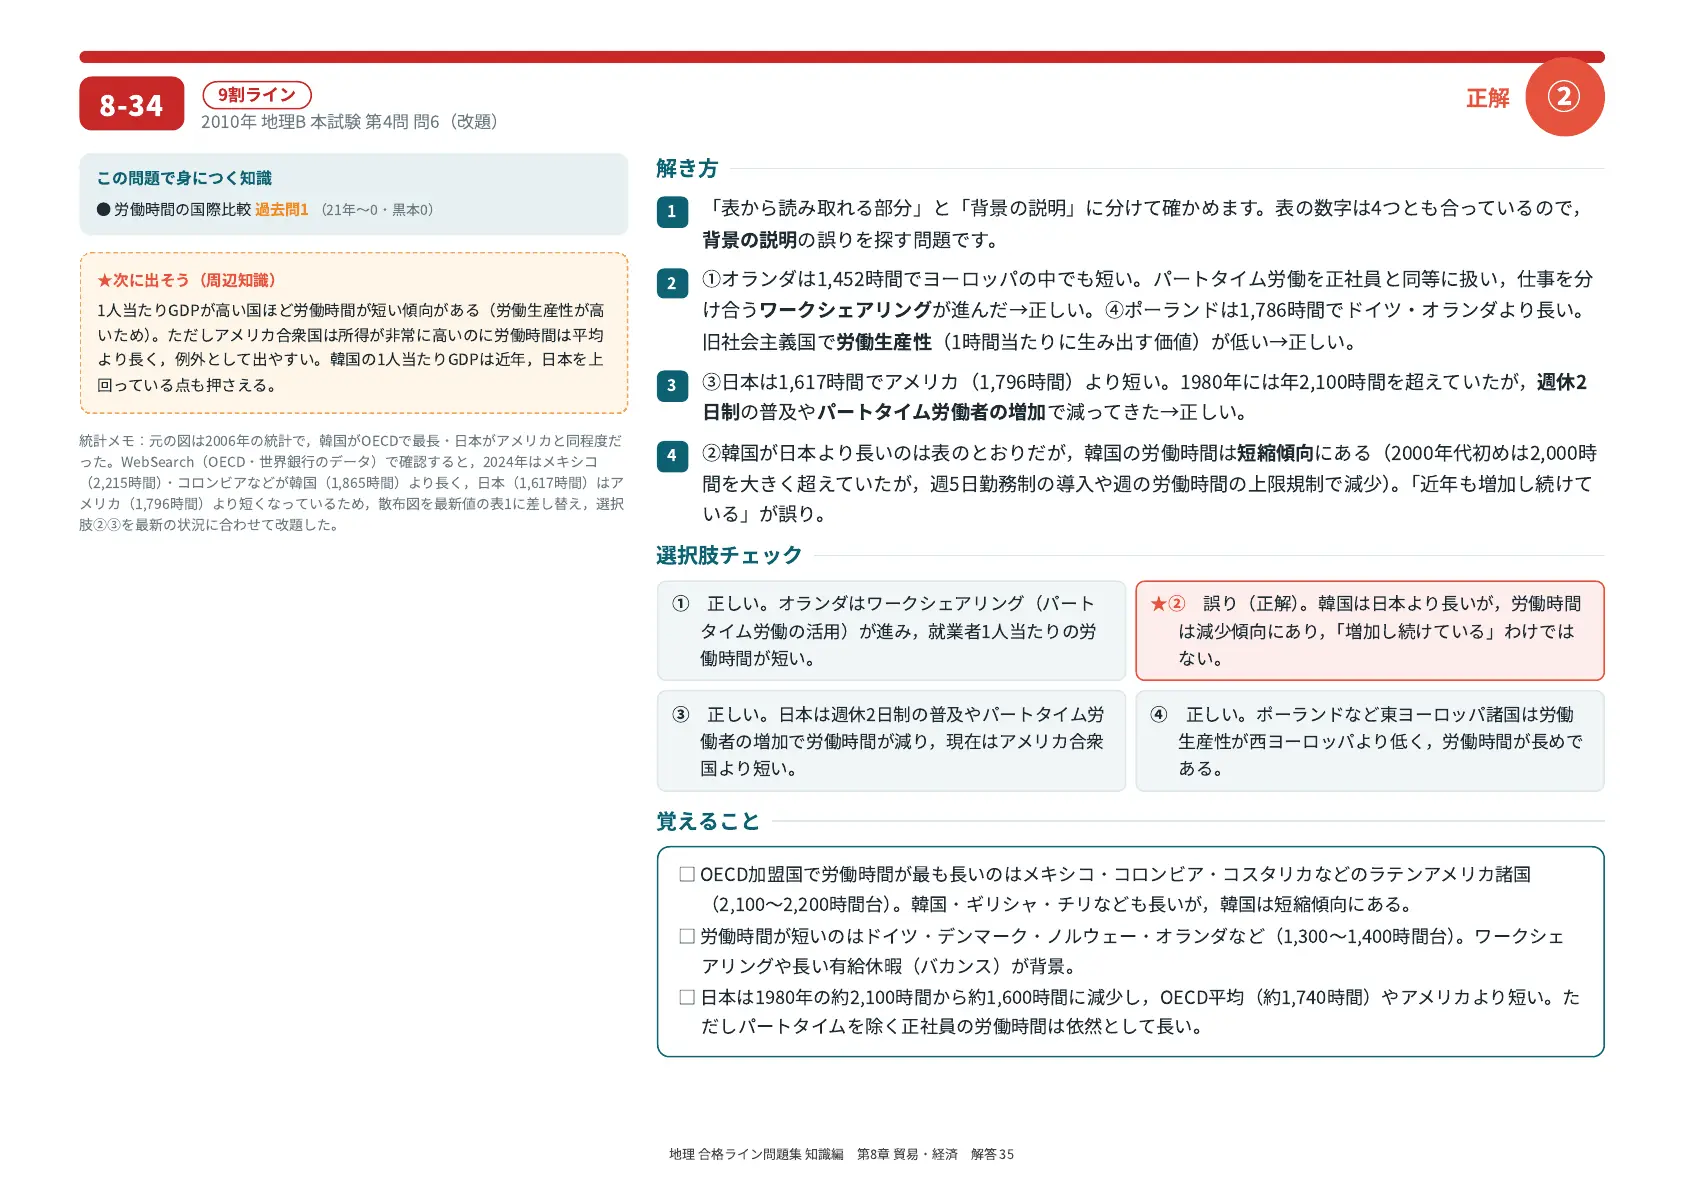 8-34
9割ライン
2010年 地理B 本試験 第4問 問6（改題）
正解 ②
この問題で身につく知識
● 労働時間の国際比較 過去問1 （21年〜0・黒本0）
★次に出そう（周辺知識）
1人当たりGDPが高い国ほど労働時間が短い傾向がある（労働生産性が高
いため）。ただしアメリカ合衆国は所得が非常に高いのに労働時間は平均
より長く，例外として出やすい。韓国の1人当たりGDPは近年，日本を上
回っている点も押さえる。
統計メモ：元の図は2006年の統計で，韓国がOECDで最長・日本がアメリカと同程度だ
った。WebSearch（OECD・世界銀行のデータ）で確認すると，2024年はメキシコ
（2,215時間）・コロンビアなどが韓国（1,865時間）より長く，日本（1,617時間）はア
メリカ（1,796時間）より短くなっているため，散布図を最新値の表1に差し替え，選択
肢②③を最新の状況に合わせて改題した。
解き方
1 「表から読み取れる部分」と「背景の説明」に分けて確かめます。表の数字は4つとも合っているので，
背景の説明の誤りを探す問題です。
2 ①オランダは1,452時間でヨーロッパの中でも短い。パートタイム労働を正社員と同等に扱い，仕事を分
け合うワークシェアリングが進んだ→正しい。④ポーランドは1,786時間でドイツ・オランダより長い。
旧社会主義国で労働生産性（1時間当たりに生み出す価値）が低い→正しい。
3 ③日本は1,617時間でアメリカ（1,796時間）より短い。1980年には年2,100時間を超えていたが，週休2
日制の普及やパートタイム労働者の増加で減ってきた→正しい。
4 ②韓国が日本より長いのは表のとおりだが，韓国の労働時間は短縮傾向にある（2000年代初めは2,000時
間を大きく超えていたが，週5日勤務制の導入や週の労働時間の上限規制で減少）。「近年も増加し続けて
いる」が誤り。
選択肢チェック
① 正しい。オランダはワークシェアリング（パート
タイム労働の活用）が進み，就業者1人当たりの労
働時間が短い。
★② 誤り（正解）。韓国は日本より長いが，労働時間
は減少傾向にあり，「増加し続けている」わけでは
ない。
③ 正しい。日本は週休2日制の普及やパートタイム労
働者の増加で労働時間が減り，現在はアメリカ合衆
国より短い。
④ 正しい。ポーランドなど東ヨーロッパ諸国は労働
生産性が西ヨーロッパより低く，労働時間が長めで
ある。
覚えること
□ OECD加盟国で労働時間が最も長いのはメキシコ・コロンビア・コスタリカなどのラテンアメリカ諸国
（2,100〜2,200時間台）。韓国・ギリシャ・チリなども長いが，韓国は短縮傾向にある。
□ 労働時間が短いのはドイツ・デンマーク・ノルウェー・オランダなど（1,300〜1,400時間台）。ワークシェ
アリングや長い有給休暇（バカンス）が背景。
□ 日本は1980年の約2,100時間から約1,600時間に減少し，OECD平均（約1,740時間）やアメリカより短い。た
だしパートタイムを除く正社員の労働時間は依然として長い。
地理 合格ライン問題集 知識編 第8章 貿易・経済 解答 35